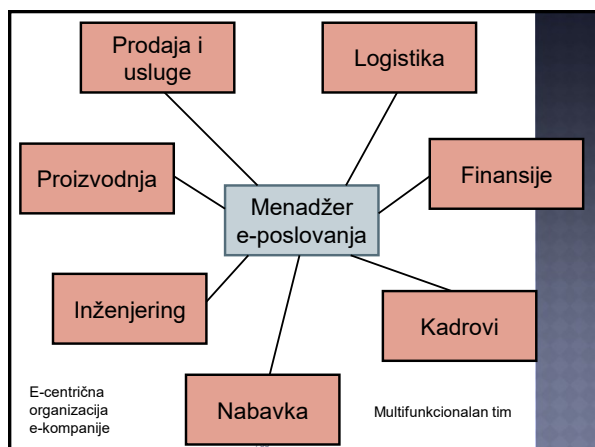 Prodaja i
usluge
Logistika
Proizvodnja
Finansije
Menadžer
e-poslovanja
Inženjering
Kadrovi
Nabavka
E-centrična
organizacija
e-kompanije
Multifunkcionalan tim